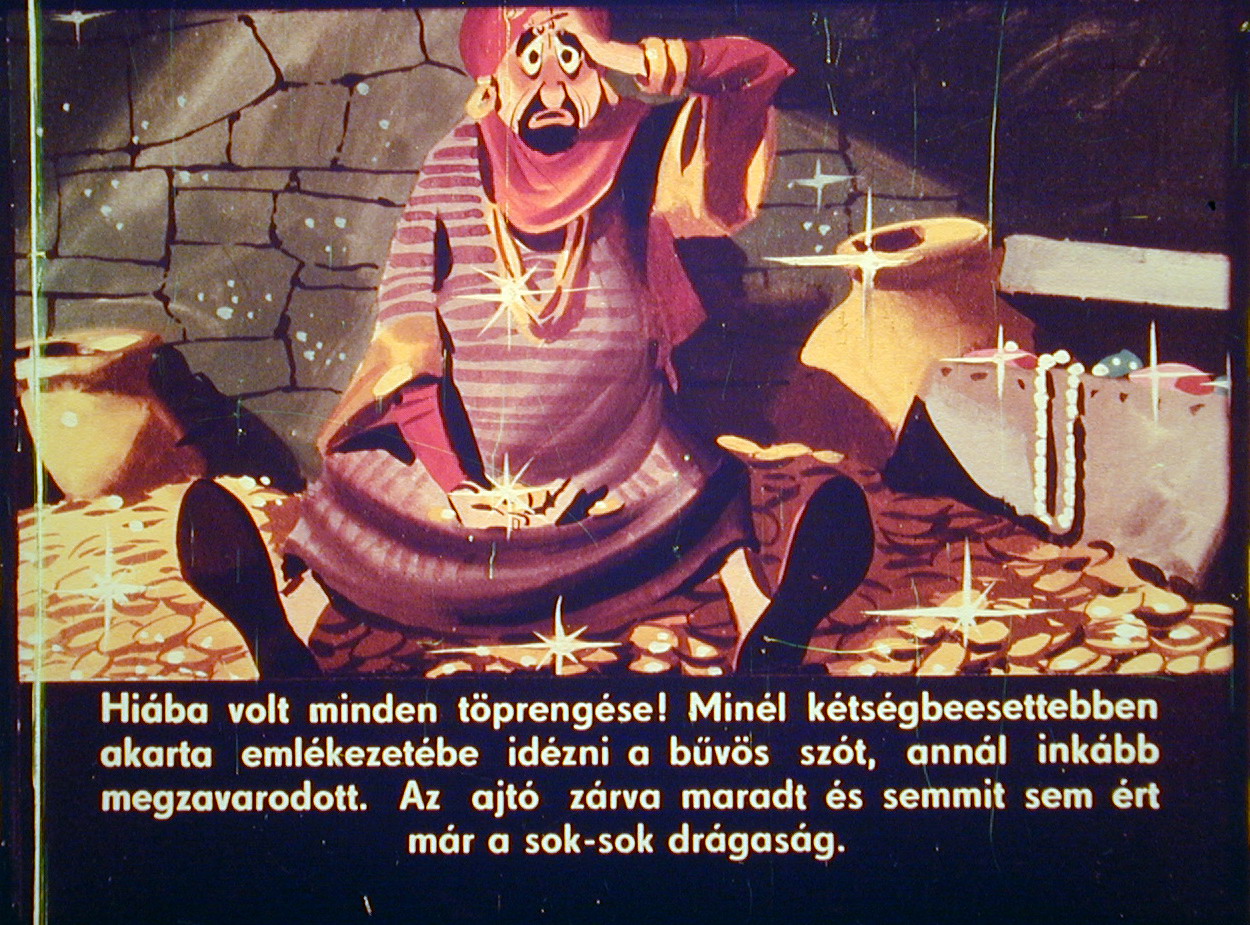 Hiába volt minden töprengése! Minél kétségbeesettebben
akarta emlékezetébe idézni a bűvös szót, annál inkább
megzavarodott. Az ajtó zárva maradt és semmit sem ért
már a sok-sok drágaság.